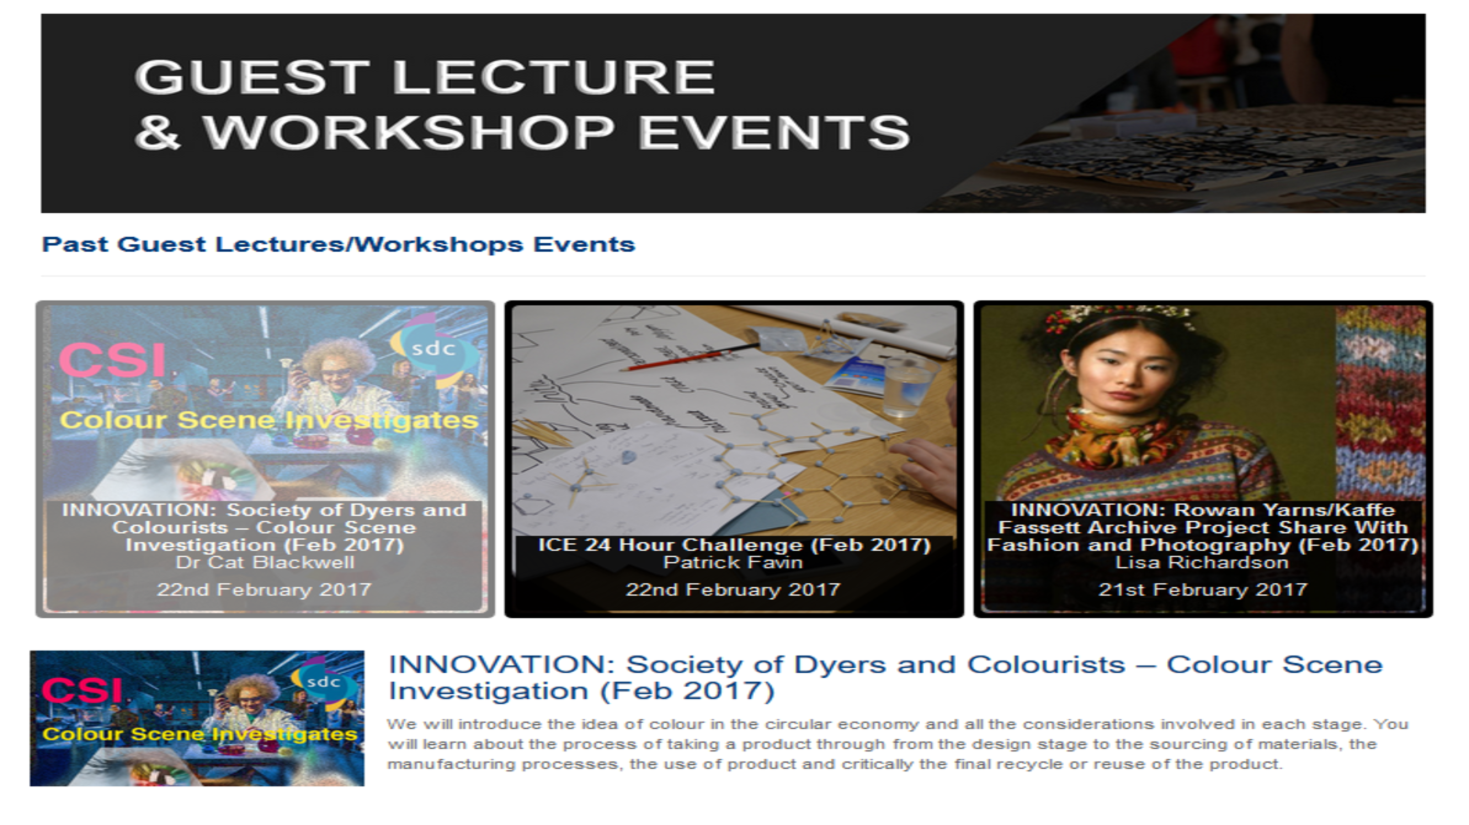 GUEST LECTURE
& WORKSHOP EVENTS
Past Guest Lectures/Workshops Events
CSI
sdc
Colour Scene Investigates
INNOVATION: Society of Dyers and
Colourists – Colour Scene
Investigation (Feb 2017)
Dr Cat Blackwell
22nd February 2017
ICE 24 Hour Challenge (Feb 2017)
Patrick Favin
22nd February 2017
INNOVATION: Rowan Yarns/Kaffe
Fassett Archive Project Share With
Fashion and Photography (Feb 2017)
Lisa Richardson
21st February 2017
CSI
sdc
Colour Scene Investigates
INNOVATION: Society of Dyers and Colourists – Colour Scene
Investigation (Feb 2017)
We will introduce the idea of colour in the circular economy and all the considerations involved in each stage. You
will learn about the process of taking a product through from the design stage to the sourcing of materials, the
manufacturing processes, the use of product and critically the final recycle or reuse of the product.